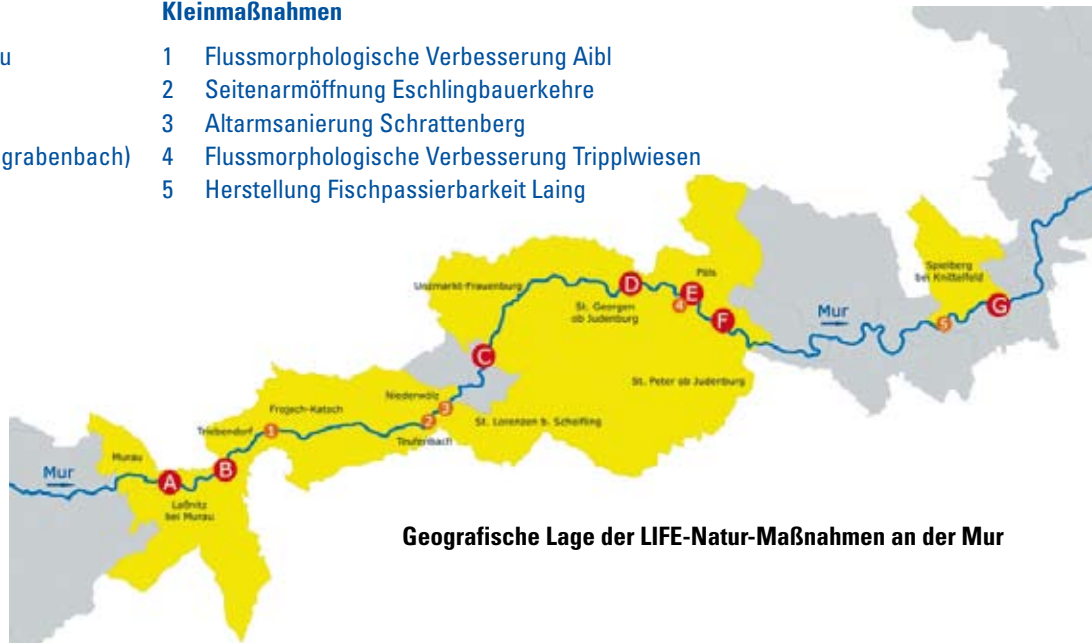 Kleinmaßnahmen
u
1 Flussmorphologische Verbesserung Aibl
2 Seitenarmöffnung Eschlingbauerkehre
3 Altarmsanierung Schrattenberg
grabenbach)
4 Flussmorphologische Verbesserung Tripplwiesen
5 Herstellung Fischpassierbarkeit Laing
Spielberg
bei Knittelfeld
Pöls
Unzmarkt-Frauenburg
D
E
4
St. Georgen
ob Judenburg
G
Mur
F
5
C
St. Peter ob Judenburg
Niederwölz
3
Frojach-Katsch
2
St. Lorenzen b. Scheifling
Triebendorf
1
Teufenbach
Murau
B
Mur
A
Laßnitz
bei Murau
Geografische Lage der LIFE-Natur-Maßnahmen an der Mur